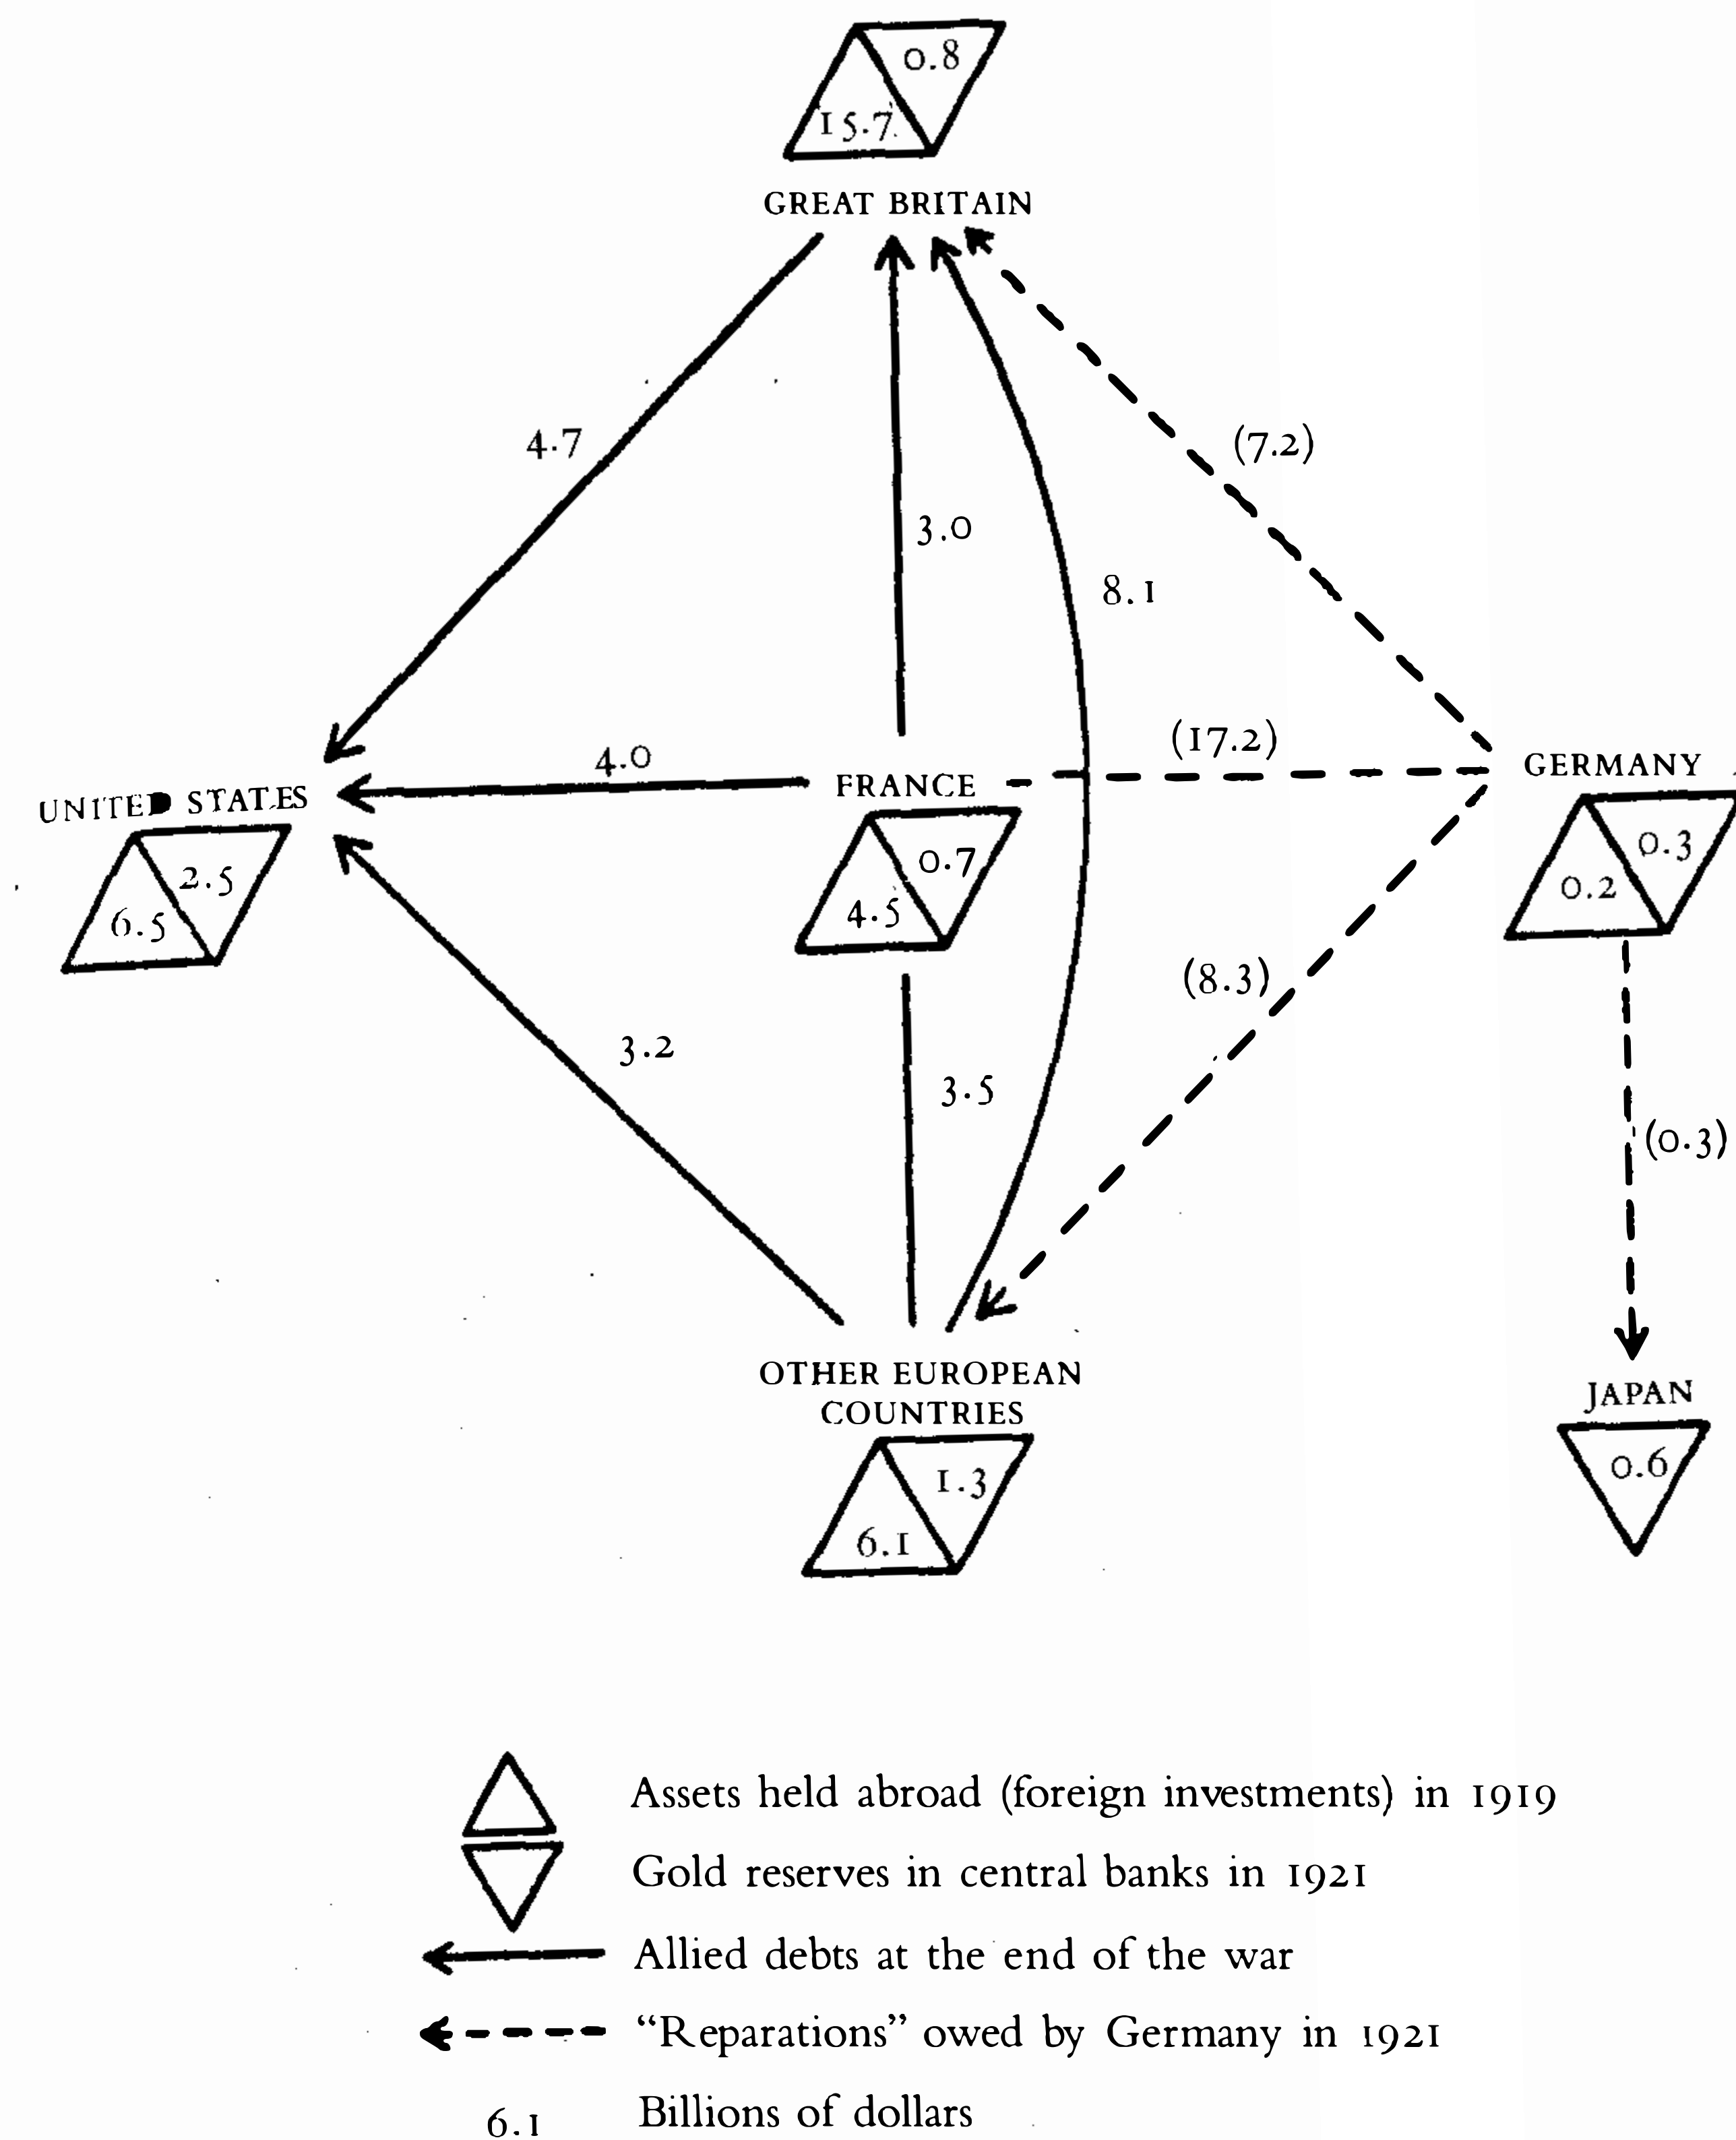 0.8
15.7
GREAT BRITAIN
4.7
(7.2)
3.0
8.1
(17.2)
4.0
FRANCE
GERMANY
UNITED STATES
0.7
4.5
0.3
0.2
2.5
6.5
(8.3)
3.2
3.5
(0.3)
OTHER EUROPEAN
COUNTRIES
JAPAN
1.3
6.1
0.6
Assets held abroad (foreign investments) in 1919
Gold reserves in central banks in 1921
Allied debts at the end of the war
“Reparations” owed by Germany in 1921
6.1 Billions of dollars